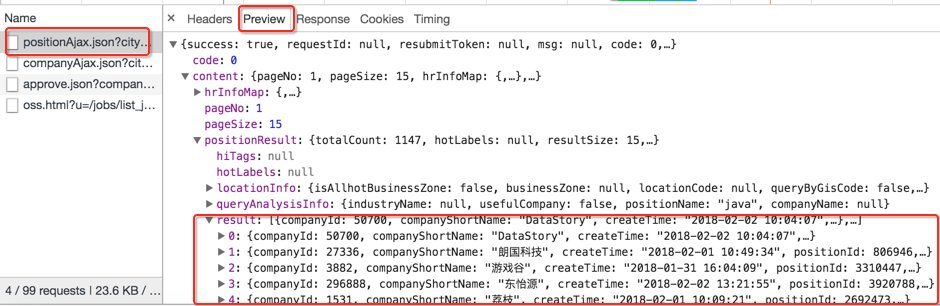 Name
positionAjax.json?city…
companyAjax.json?cit…
approve.json?compan…
oss.html?u=/jobs/list_j…
4 / 99 requests | 23.6 KB / …
× Headers Preview Response Cookies Timing
▼{success: true, requestId: null, resubmitToken: null, msg: null, code: 0,…}
code: 0
▼content: {pageNo: 1, pageSize: 15, hrInfoMap: {,…},…}
▶hrInfoMap: {,…}
pageNo: 1
pageSize: 15
▼positionResult: {totalCount: 1147, hotLabels: null, resultSize: 15,…}
hiTags: null
hotLabels: null
▶locationInfo: {isAllhotBusinessZone: false, businessZone: null, locationCode: null, queryByGisCode: false,…}
▶queryAnalysisInfo: {industryName: null, usefulCompany: false, positionName: "java", companyName: null}
▼result: [{companyId: 50700, companyShortName: "DataStory", createTime: "2018-02-02 10:04:07",…},…]
▶0: {companyId: 50700, companyShortName: "DataStory", createTime: "2018-02-02 10:04:07",…}
▶1: {companyId: 27336, companyShortName: "朗国科技", createTime: "2018-02-01 10:49:34", positionId: 806946,…}
▶2: {companyId: 3882, companyShortName: "游戏谷", createTime: "2018-01-31 16:04:09", positionId: 3310447,…}
▶3: {companyId: 296888, companyShortName: "东怡源", createTime: "2018-02-02 13:21:55", positionId: 3920788,…}
▶4: {companyId: 1531, companyShortName: "荔枝", createTime: "2018-02-01 10:09:21", positionId: 2692473,…}